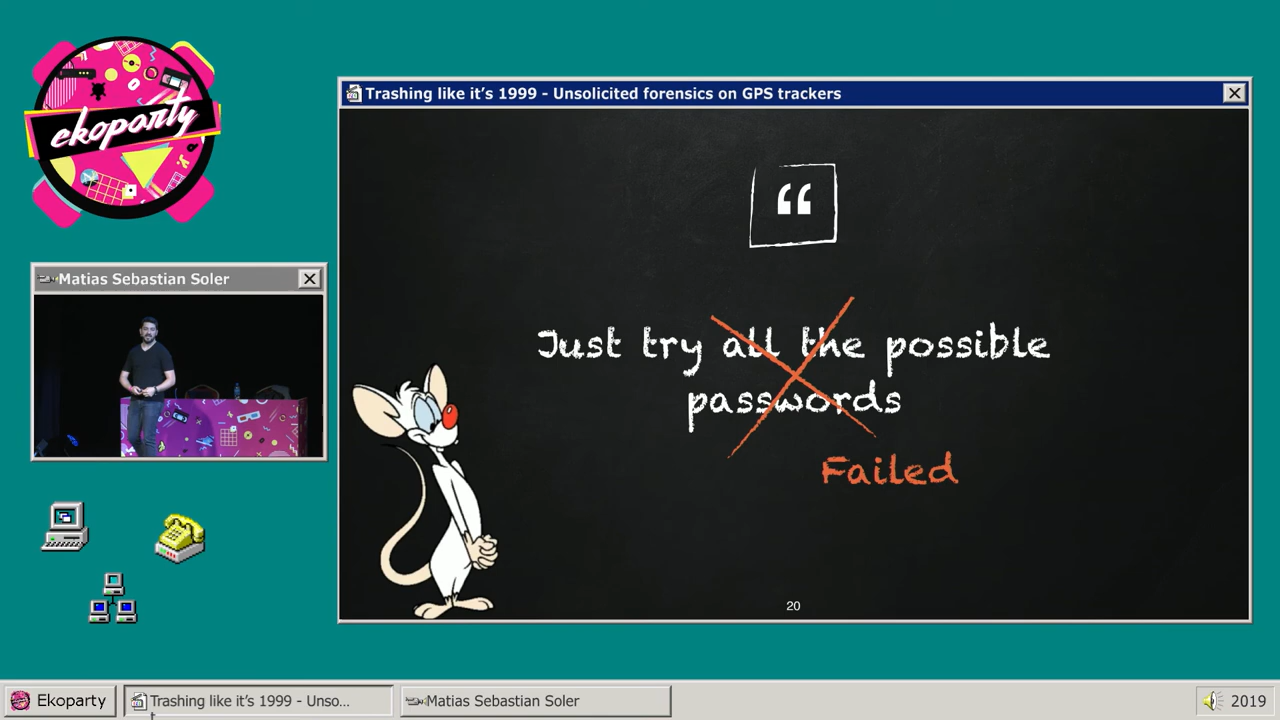 ekoparty
Trashing like it's 1999 - Unsolicited forensics on GPS trackers
“
Matias Sebastian Soler
Just try all the possible
passwords
Failed
20
Ekoparty
Trashing like it's 1999 - Unso...
Matias Sebastian Soler
2019